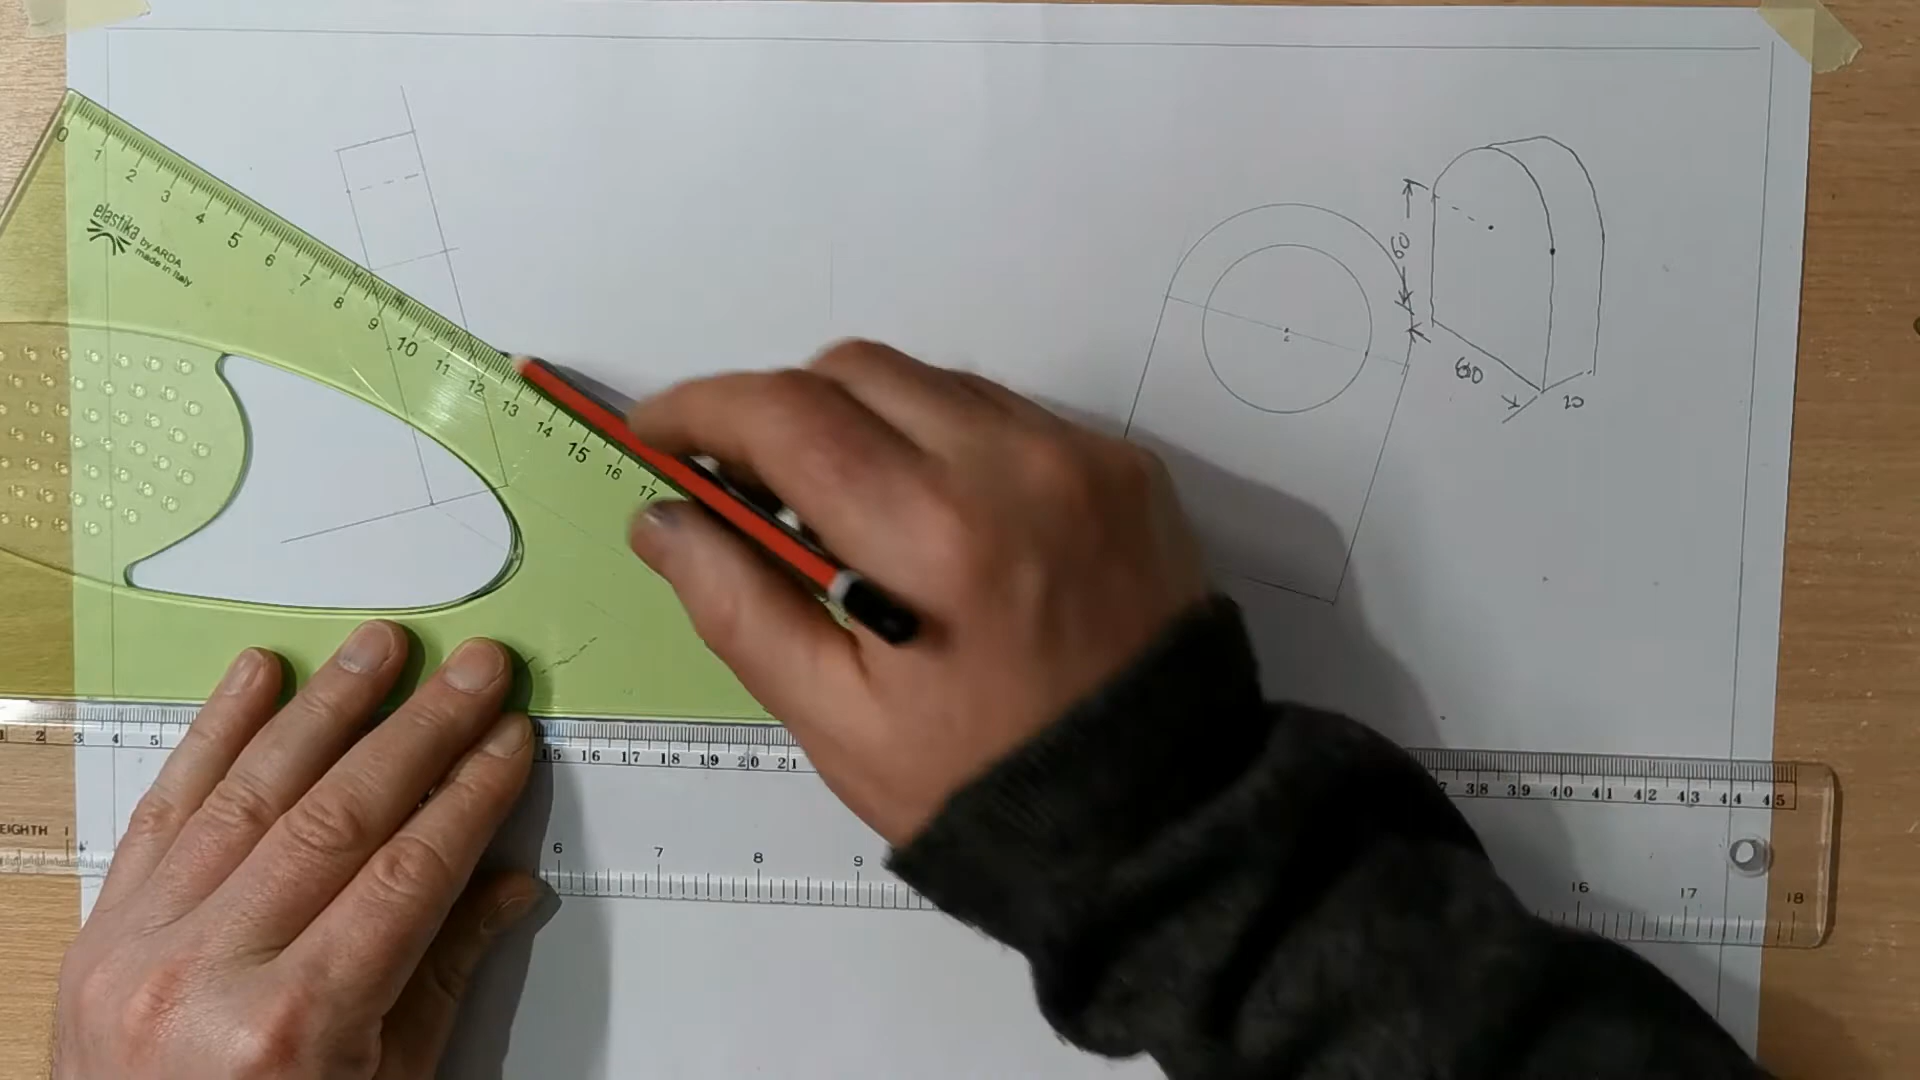 0 1 2 3 4 5 6 7 8 9 10 11 12 13 14 15 16 17
elastika
by ARDA
made in Italy
60
60
20
1 2 3 4 5 15 16 17 18 19 20 21 7 38 39 40 41 42 43 44 45
EIGHTH 1 6 7 8 9 16 17 18